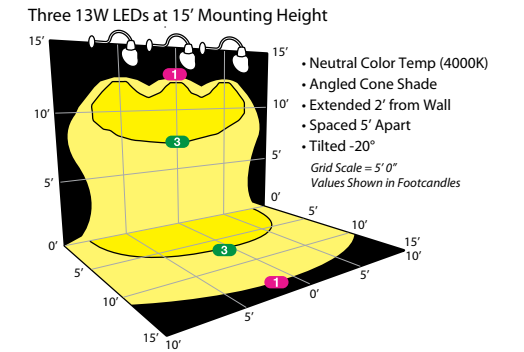 Three 13W LEDs at 15’ Mounting Height
15’
15’
• Neutral Color Temp (4000K)
1
• Angled Cone Shade
10’
10’
• Extended 2’ from Wall
• Spaced 5’ Apart
3
• Tilted -20°
5’
Grid Scale = 5’ 0”
5’
Values Shown in Footcandles
0’
5’
10’
0’
3
15’
10’
5’
5’
1
10’
0’
5’
15’
10’